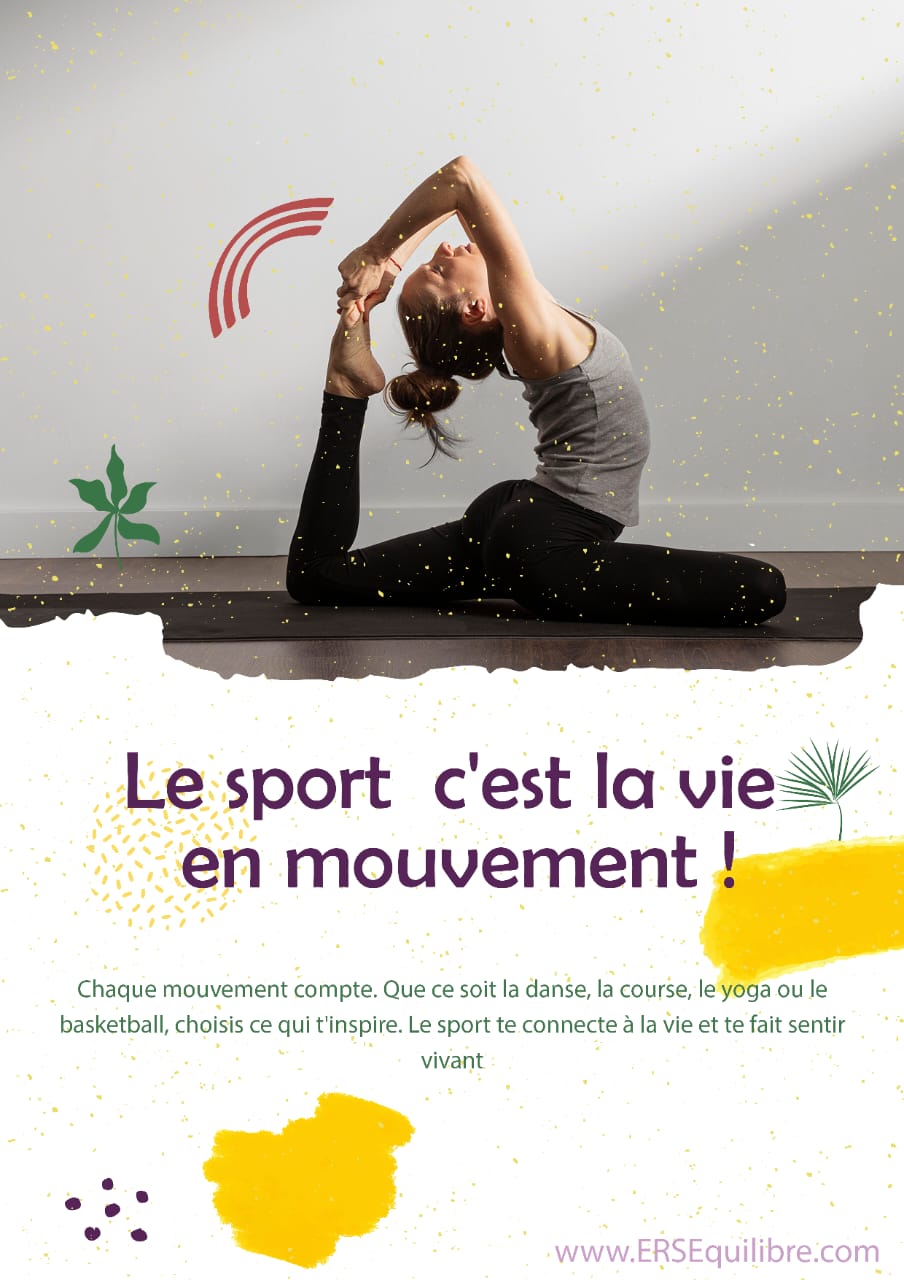 Le sport c'est la vie
en mouvement !
Chaque mouvement compte. Que ce soit la danse, la course, le yoga ou le
basketball, choisis ce qui t'inspire. Le sport te connecte à la vie et te fait sentir
vivant
www.ERSEquilibre.com